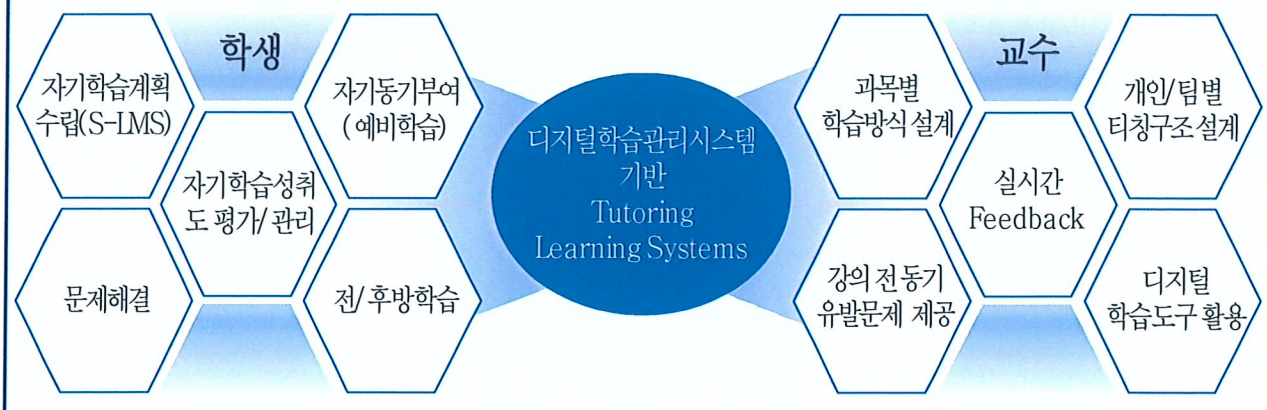 학생
자기학습계획
수립(S-LMS)
자기동기부여
(예비학습)
자기학습성취
도 평가/관리
문제해결
전/후방학습
디지털학습관리시스템
기반
Tutoring
Learning Systems
교수
과목별
학습방식 설계
개인/팀별
티칭구조 설계
실시간
Feedback
강의 전 동기
유발문제 제공
디지털
학습도구 활용